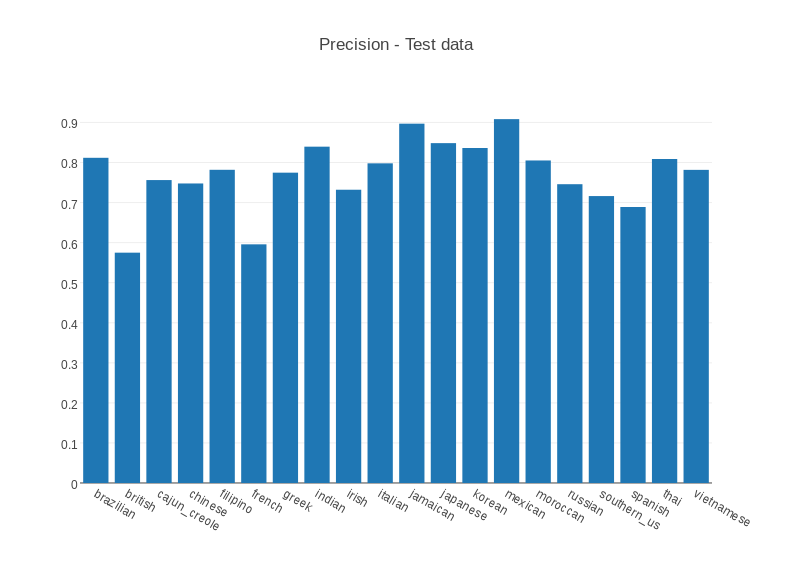 Precision - Test data
0.9
0.8
0.7
0.6
0.5
0.4
0.3
0.2
0.1
0
brazilian
british
cajun_creole
chinese
filipino
french
greek
indian
irish
italian
jamaican
japanese
korean
mexican
moroccan
russian
southern_us
spanish
thai
vietnamese